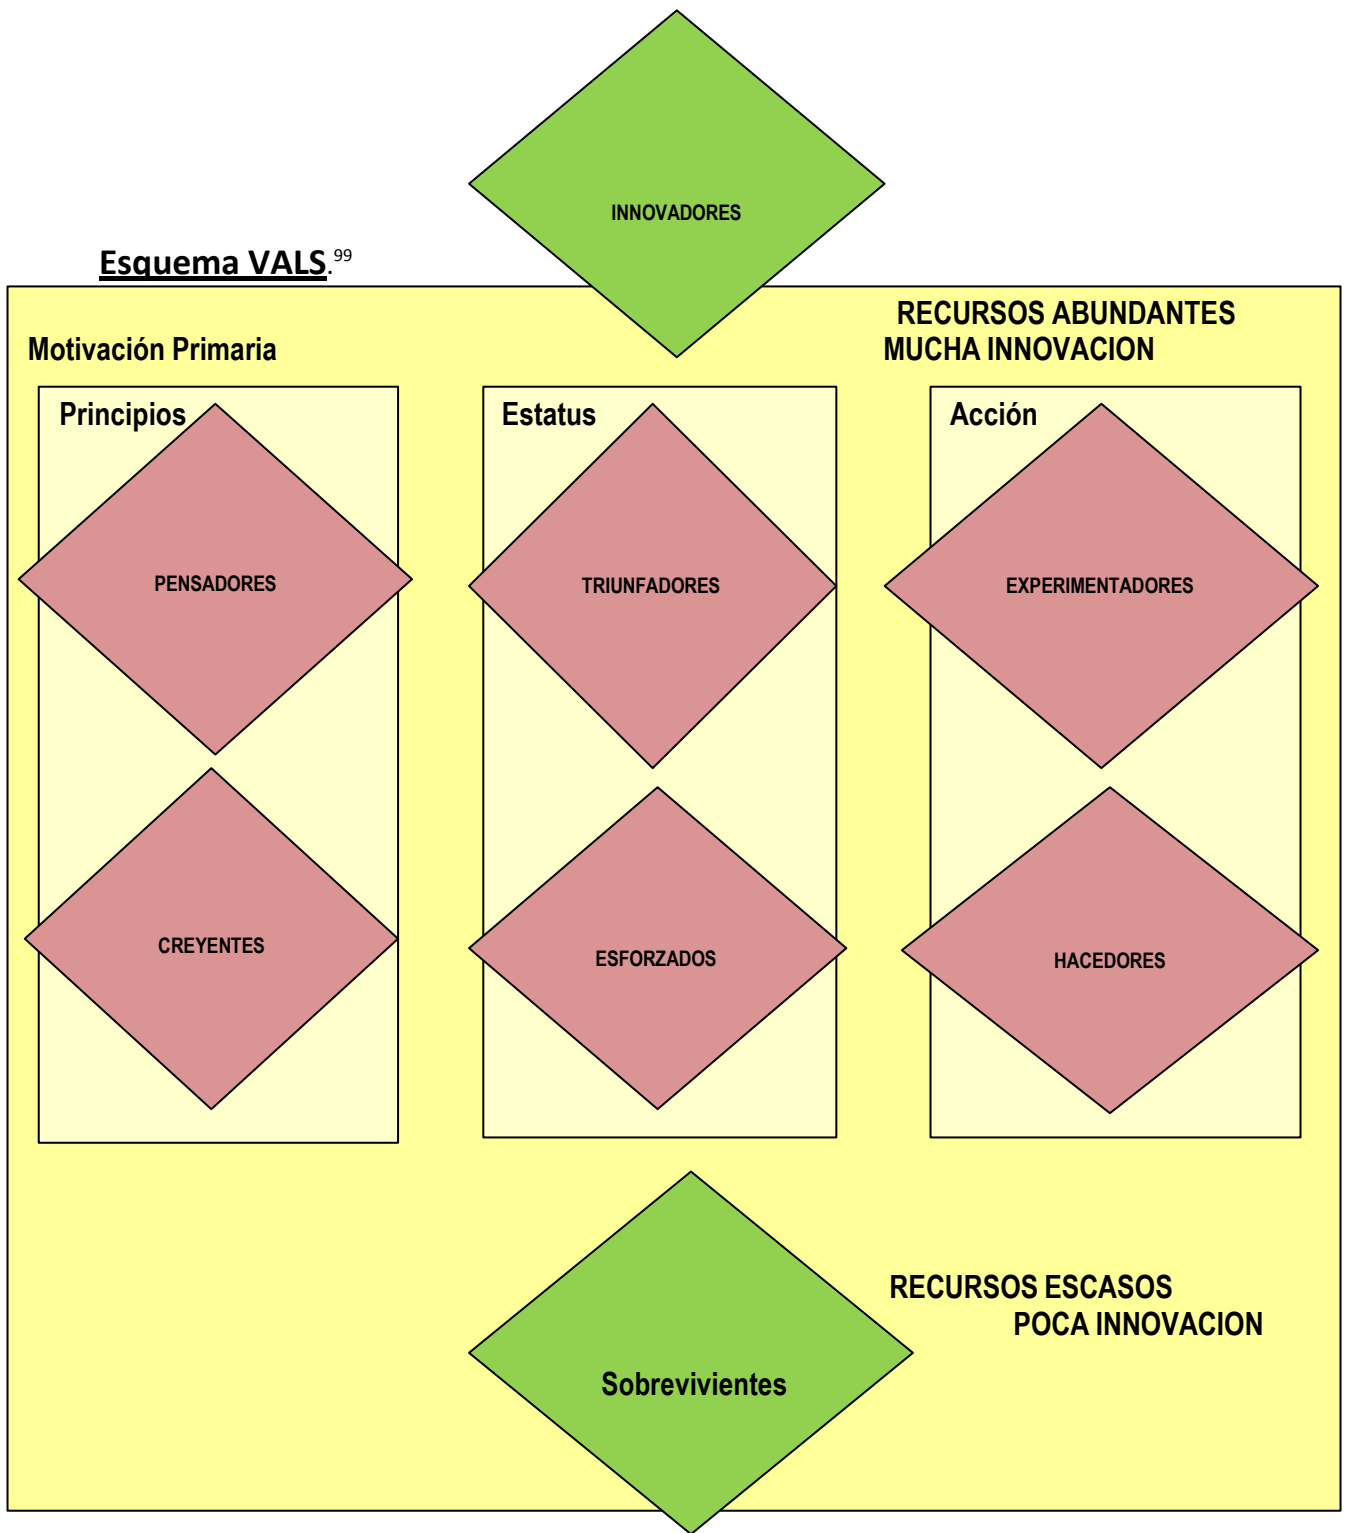 INNOVADORES
Esquema VALS.99
RECURSOS ABUNDANTES
Motivación Primaria
MUCHA INNOVACION
Principios
Estatus
Acción
PENSADORES
TRIUNFADORES
EXPERIMENTADORES
CREYENTES
ESFORZADOS
HACEDORES
RECURSOS ESCASOS
POCA INNOVACION
Sobrevivientes